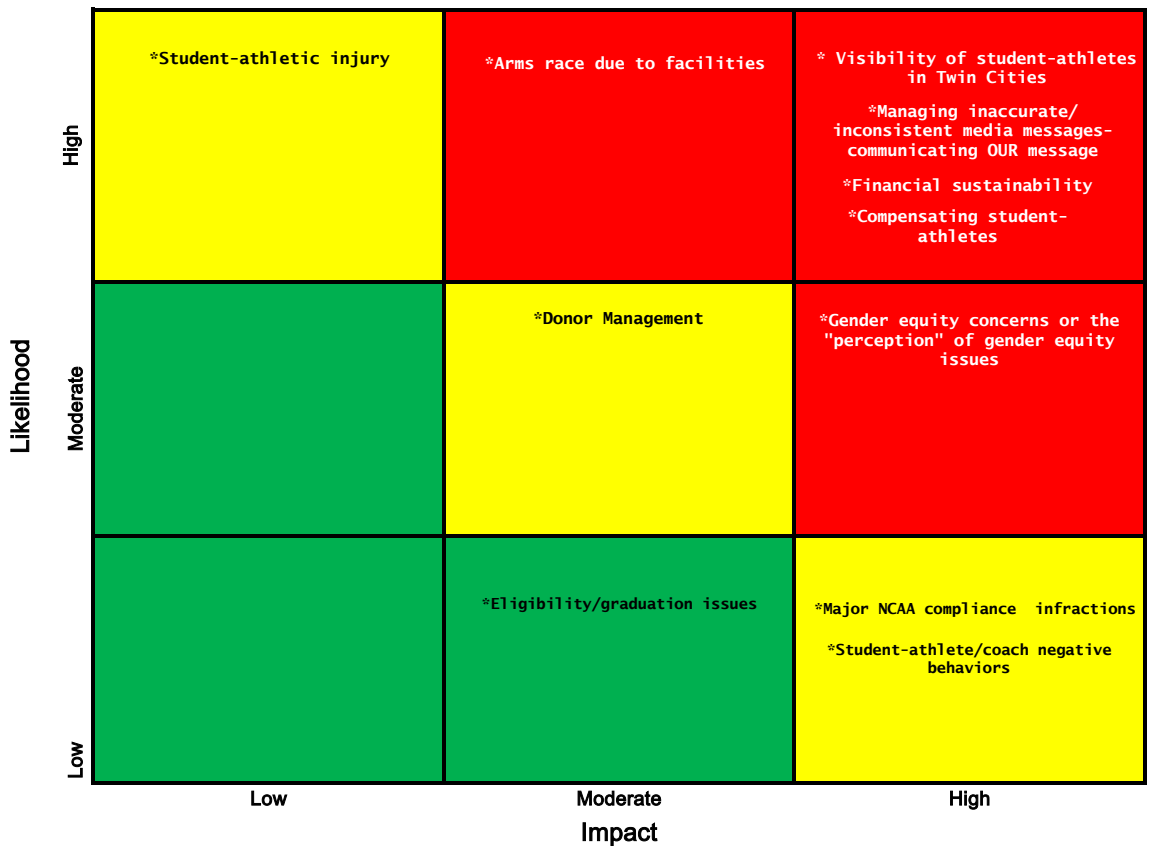 *Student-athletic injury
*Arms race due to facilities
* Visibility of student-athletes
in Twin Cities
*Managing inaccurate/
inconsistent media messages-
communicating OUR message
*Financial sustainability
*Compensating student-
athletes
High
*Donor Management
*Gender equity concerns or the
"perception" of gender equity
issues
Likelihood
Moderate
*Eligibility/graduation issues
*Major NCAA compliance  infractions
*Student-athlete/coach negative
behaviors
Low
Low
Moderate
High
Impact